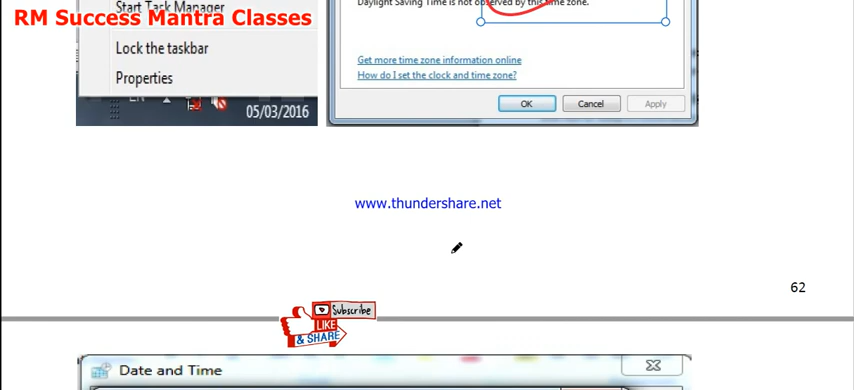 Start Task Manager
RM Success Mantra Classes
Lock the taskbar
Properties
EN
05/03/2016
Daylight Saving Time is not observed by this time zone.
Get more time zone information online
How do I set the clock and time zone?
OK Cancel Apply
www.thundershare.net
62
Subscribe
LIKE
& SHARE
Date and Time